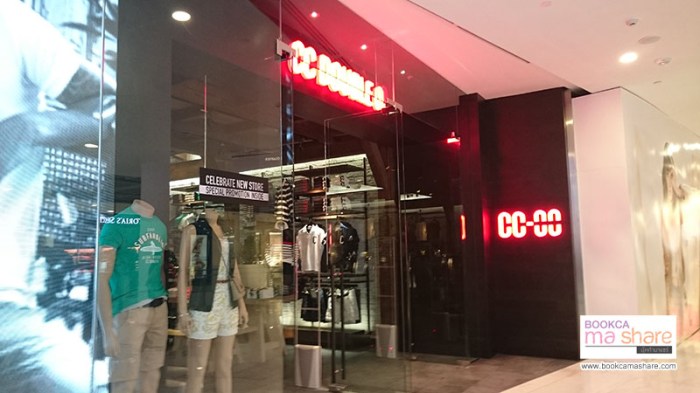 CC DOUBLE O
CELEBRATE NEW STORE
SPECIAL PROMOTION INSIDE
CC-OO
BOOKCA
ma share
www.bookcamashare.com